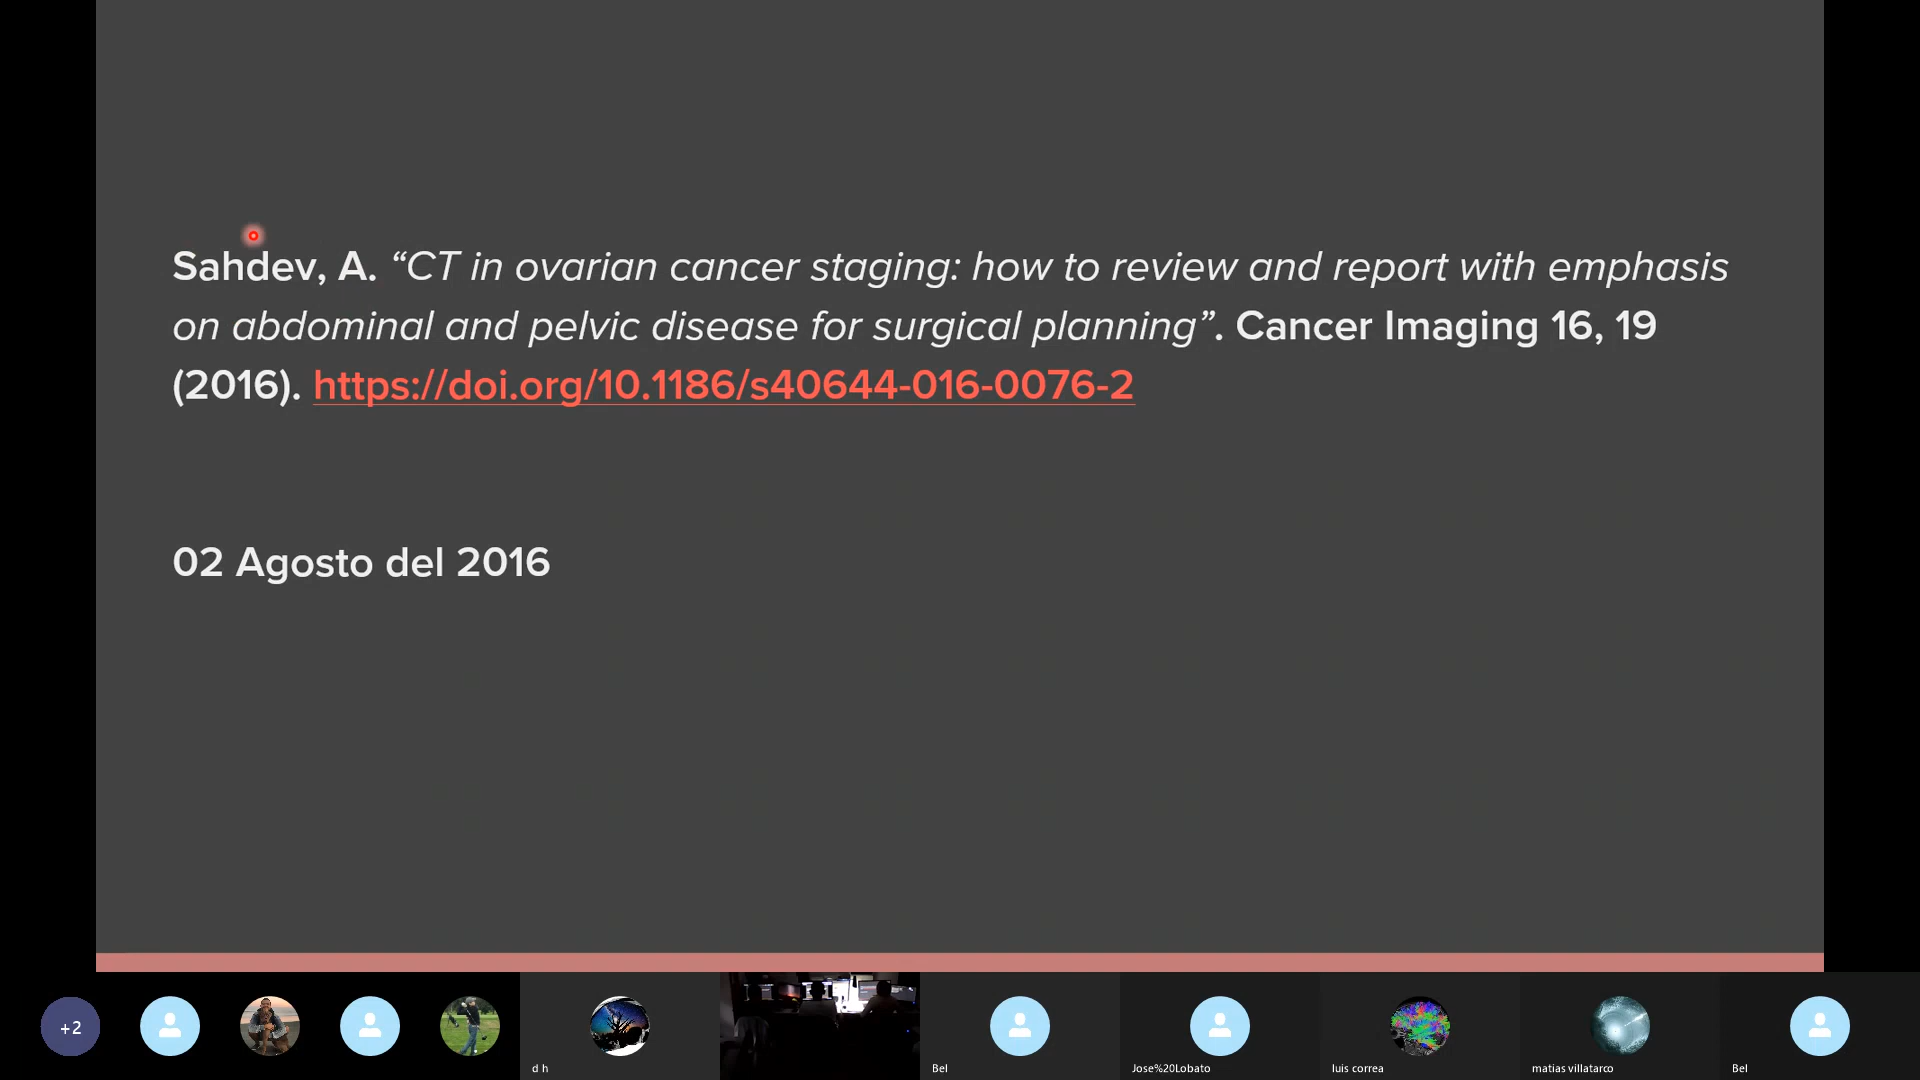 Sahdev, A. “CT in ovarian cancer staging: how to review and report with emphasis
on abdominal and pelvic disease for surgical planning”. Cancer Imaging 16, 19
(2016). https://doi.org/10.1186/s40644-016-0076-2
02 Agosto del 2016
+2
d h
Bel
Jose%20Lobato
luis correa
matias villatarco
Bel